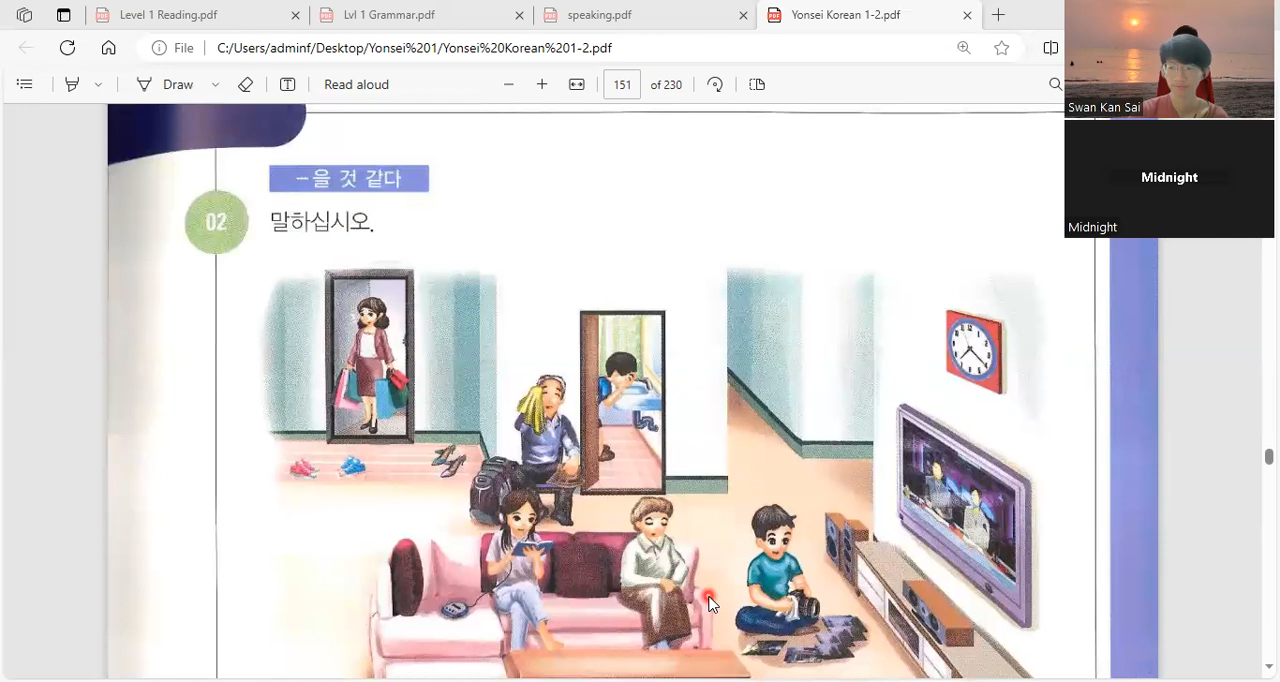 Level 1 Reading.pdf
Lvl 1 Grammar.pdf
speaking.pdf
Yonsei Korean 1-2.pdf
File
C:/Users/adminf/Desktop/Yonsei%201/Yonsei%20Korean%201-2.pdf
Draw
Read aloud
151 of 230
Swan Kan Sai
Midnight
Midnight
-을 것 같다
02
말하십시오.